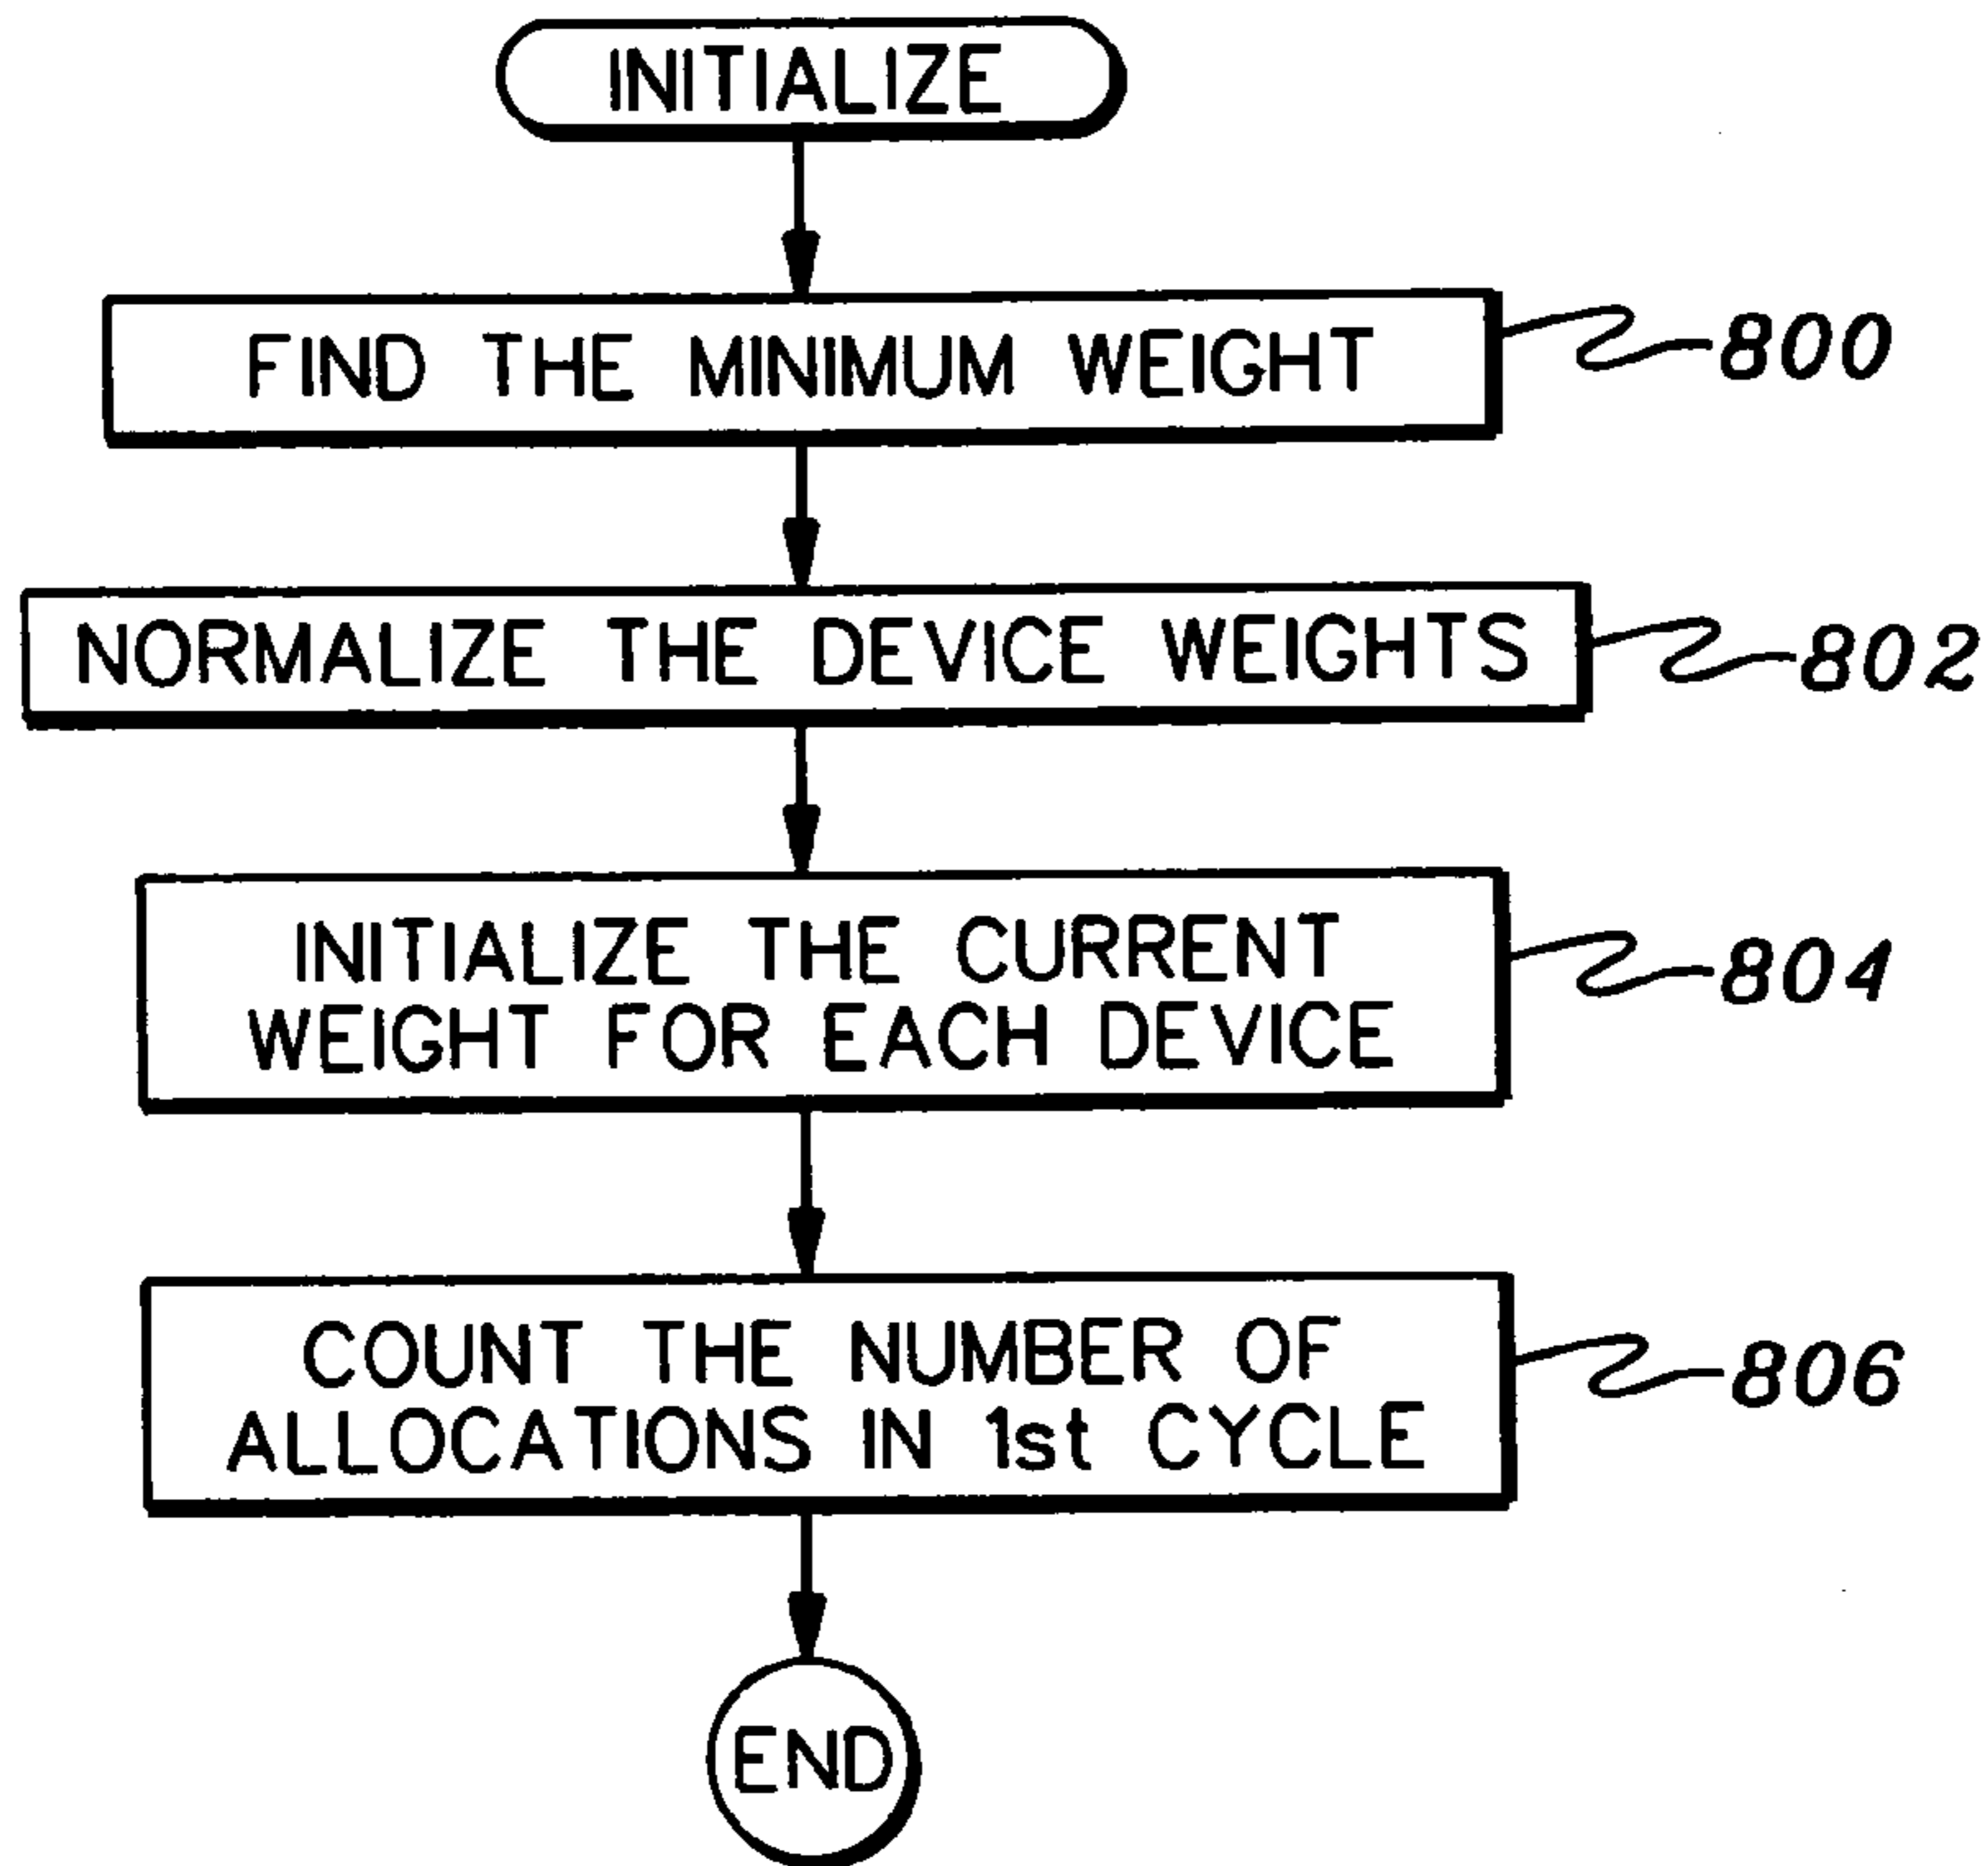 INITIALIZE
FIND THE MINIMUM WEIGHT
800
NORMALIZE THE DEVICE WEIGHTS
802
INITIALIZE THE CURRENT
WEIGHT FOR EACH DEVICE
804
COUNT THE NUMBER OF
ALLOCATIONS IN 1st CYCLE
806
END